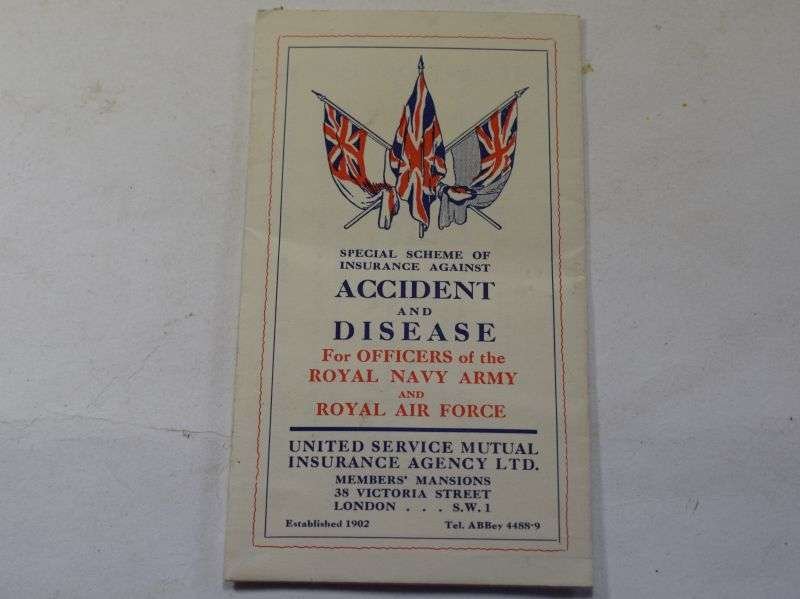 SPECIAL SCHEME OF
INSURANCE AGAINST
ACCIDENT
AND
DISEASE
For OFFICERS of the
ROYAL NAVY ARMY
AND
ROYAL AIR FORCE
UNITED SERVICE MUTUAL
INSURANCE AGENCY LTD.
MEMBERS' MANSIONS
38 VICTORIA STREET
LONDON . . . S.W.1
Established 1902 Tel. ABBey 4488-9